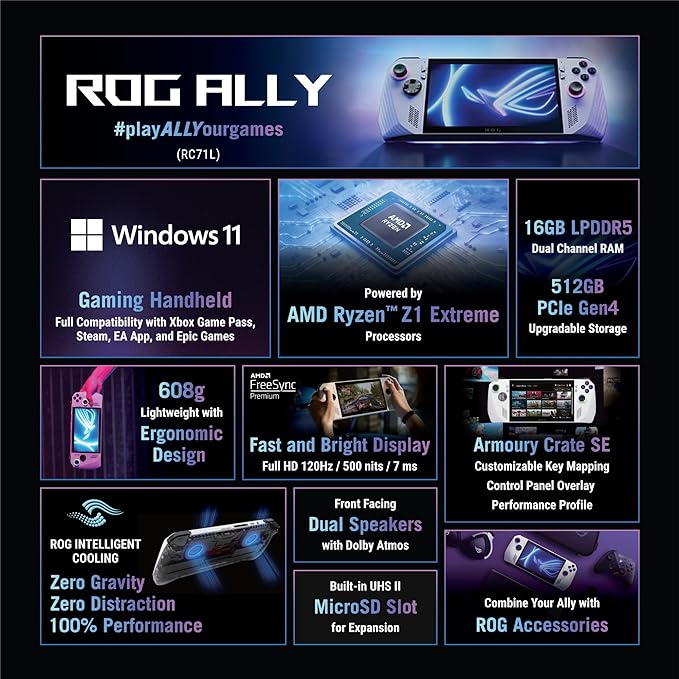 ROG ALLY
#playALLYourgames
(RC71L)
ROG
Windows 11
Gaming Handheld
Full Compatibility with Xbox Game Pass,
Steam, EA App, and Epic Games
AMD
RYZEN
Powered by
AMD Ryzen™ Z1 Extreme
Processors
16GB LPDDR5
Dual Channel RAM
512GB
PCIe Gen4
Upgradable Storage
608g
Lightweight with
Ergonomic
Design
AMD
FreeSync
Premium
Fast and Bright Display
Full HD 120Hz / 500 nits / 7 ms
Armoury Crate SE
Customizable Key Mapping
Control Panel Overlay
Performance Profile
ROG INTELLIGENT
COOLING
Zero Gravity
Zero Distraction
100% Performance
Front Facing
Dual Speakers
with Dolby Atmos
Built-in UHS II
MicroSD Slot
for Expansion
Combine Your Ally with
ROG Accessories